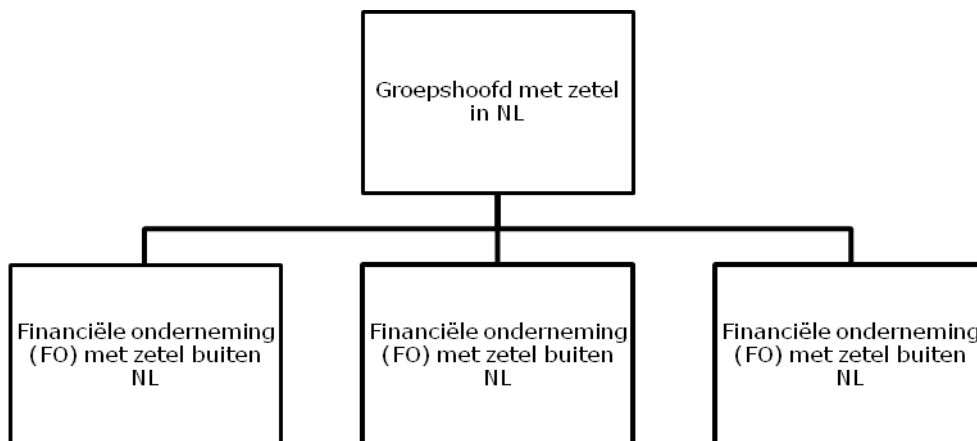 Groepshoofd met zetel
in NL
Financiële onderneming
(FO) met zetel buiten
NL
Financiële onderneming
(FO) met zetel buiten
NL
Financiële onderneming
(FO) met zetel buiten
NL